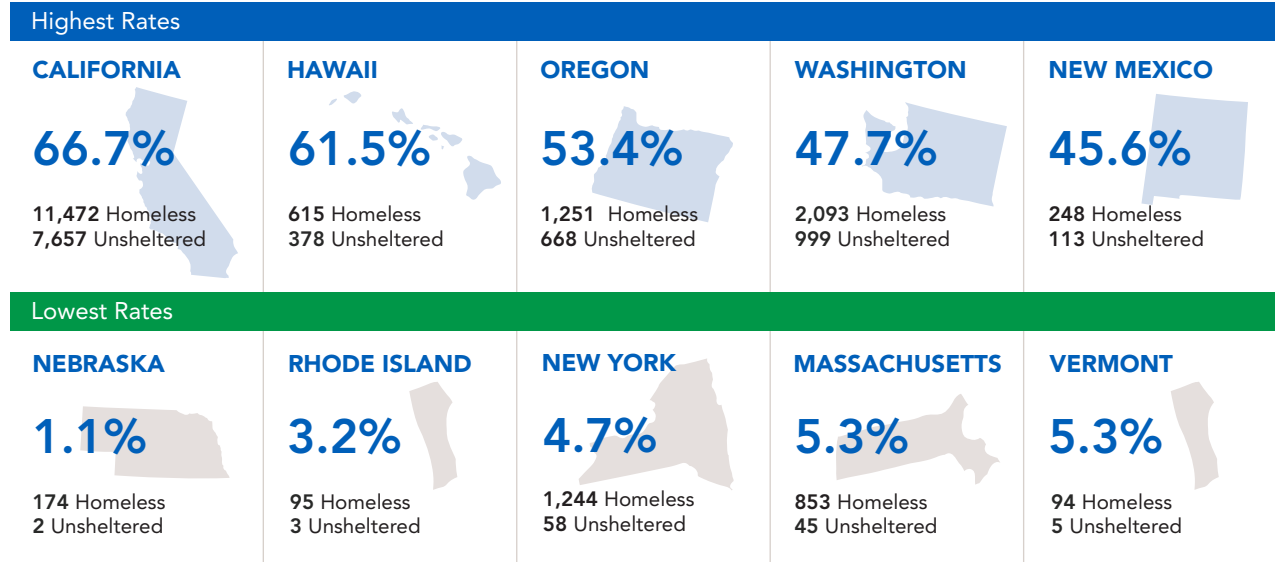 Highest Rates
CALIFORNIA
66.7%
11,472 Homeless
7,657 Unsheltered
HAWAII
61.5%
615 Homeless
378 Unsheltered
OREGON
53.4%
1,251 Homeless
668 Unsheltered
WASHINGTON
47.7%
2,093 Homeless
999 Unsheltered
NEW MEXICO
45.6%
248 Homeless
113 Unsheltered
Lowest Rates
NEBRASKA
1.1%
174 Homeless
2 Unsheltered
RHODE ISLAND
3.2%
95 Homeless
3 Unsheltered
NEW YORK
4.7%
1,244 Homeless
58 Unsheltered
MASSACHUSETTS
5.3%
853 Homeless
45 Unsheltered
VERMONT
5.3%
94 Homeless
5 Unsheltered